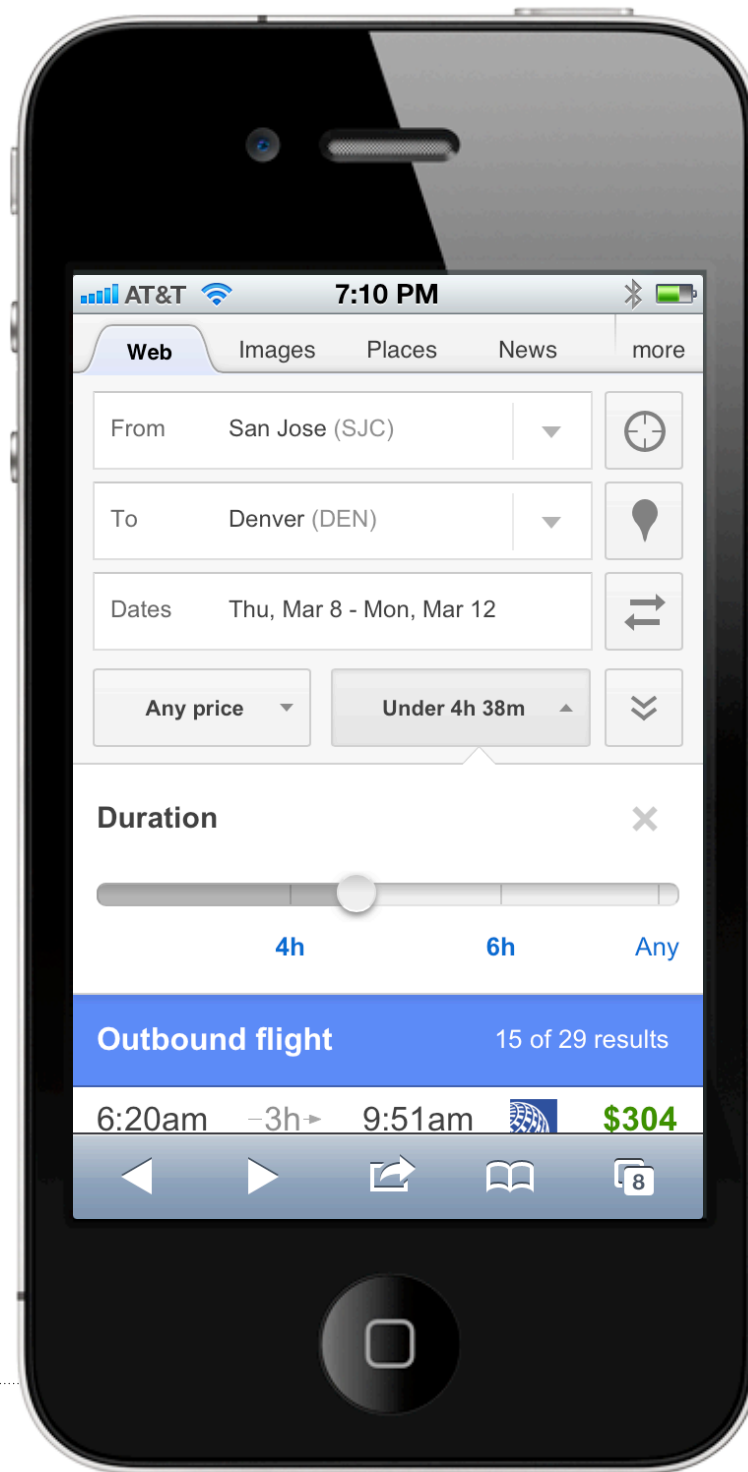 AT&T 7:10 PM
Web Images Places News more
From San Jose (SJC)
To Denver (DEN)
Dates Thu, Mar 8 - Mon, Mar 12
Any price Under 4h 38m
Duration
4h 6h Any
Outbound flight 15 of 29 results
6:20am 3h 9:51am $304
8